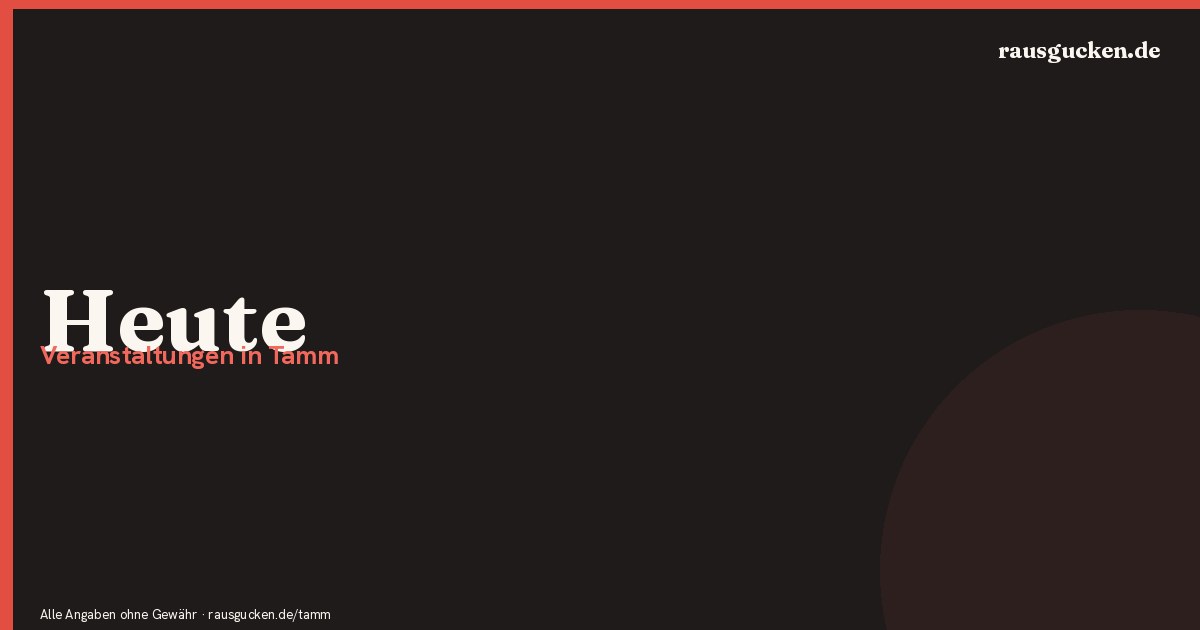 rausgucken.de
Heute
Veranstaltungen in Tamm
Alle Angaben ohne Gewähr · rausgucken.de/tamm